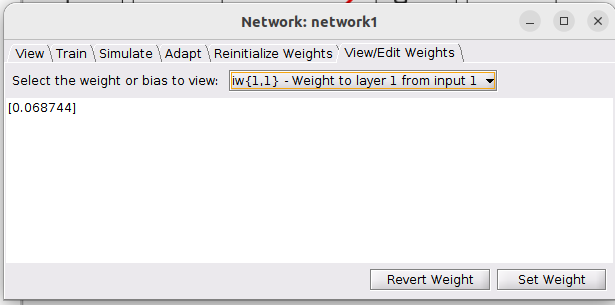 Network: network1
View Train Simulate Adapt Reinitialize Weights View/Edit Weights
Select the weight or bias to view: iw{1,1} - Weight to layer 1 from input 1
[0.068744]
Revert Weight Set Weight